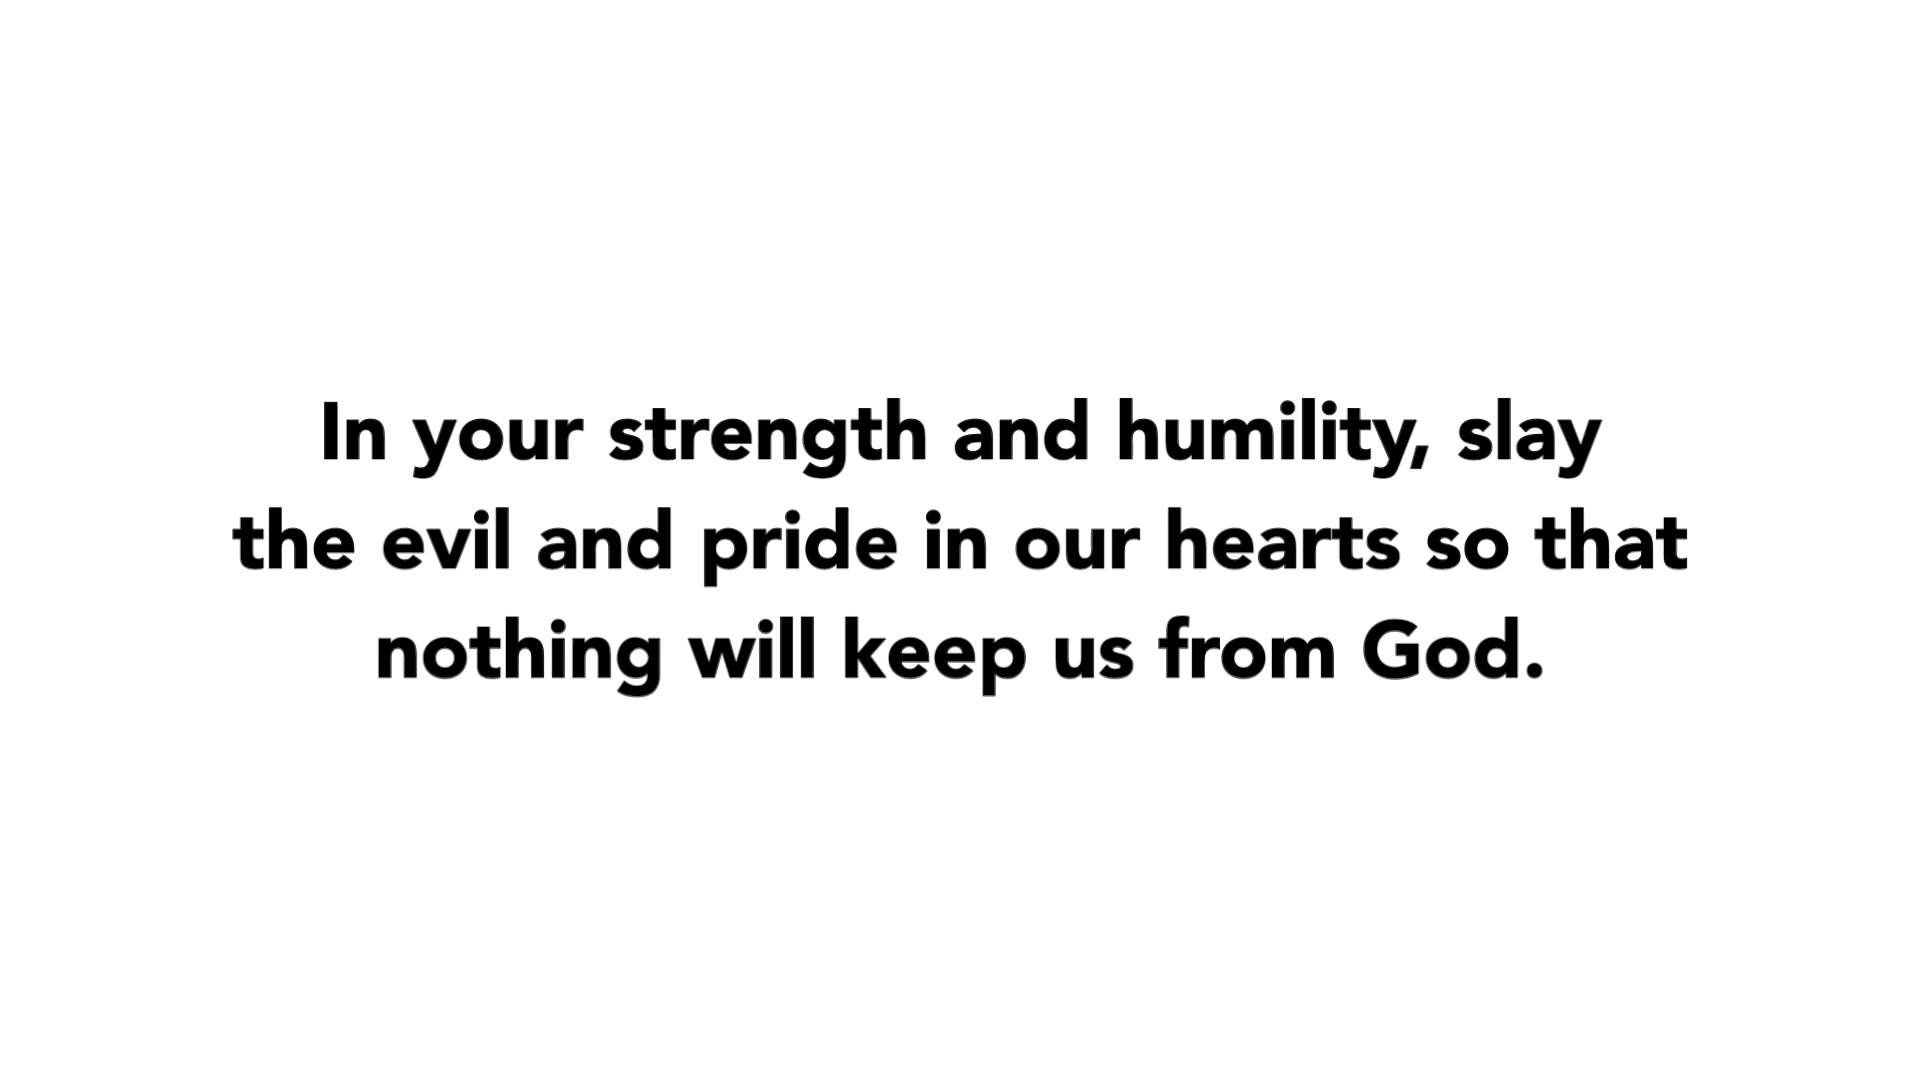 In your strength and humility, slay
the evil and pride in our hearts so that
nothing will keep us from God.